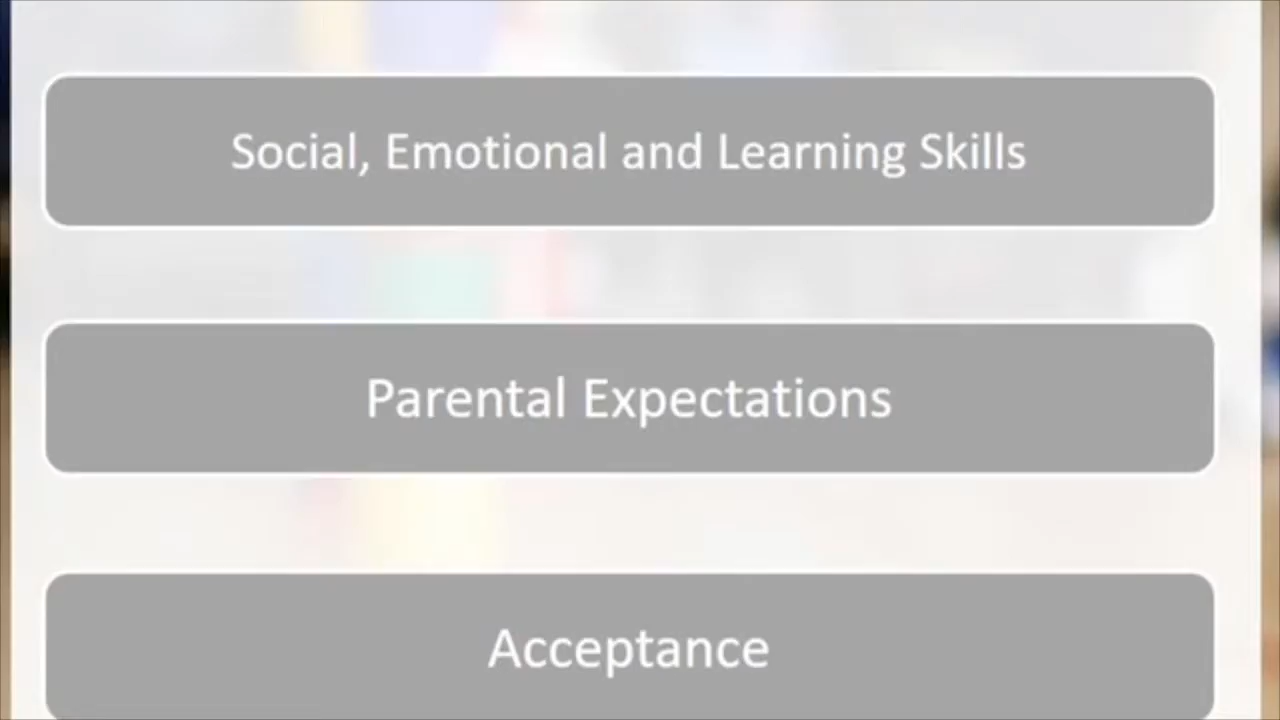 Social, Emotional and Learning Skills
Parental Expectations
Acceptance